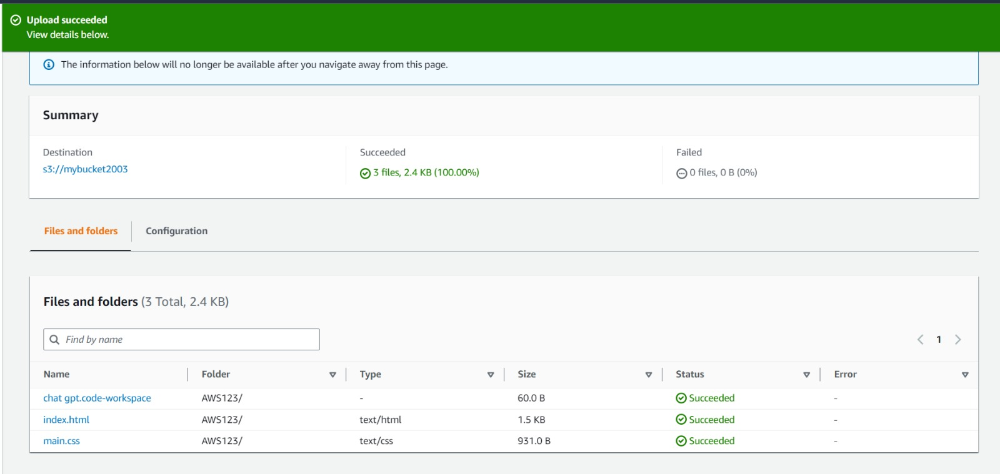 Upload succeeded
View details below.
The information below will no longer be available after you navigate away from this page.
Summary
Destination Succeeded Failed
s3://mybucket2003 3 files, 2.4 KB (100.00%) 0 files, 0 B (0%)
Files and folders Configuration
Files and folders (3 Total, 2.4 KB)
Find by name 1
Name Folder Type Size Status Error
chat gpt.code-workspace AWS123/ - 60.0 B Succeeded -
index.html AWS123/ text/html 1.5 KB Succeeded -
main.css AWS123/ text/css 931.0 B Succeeded -